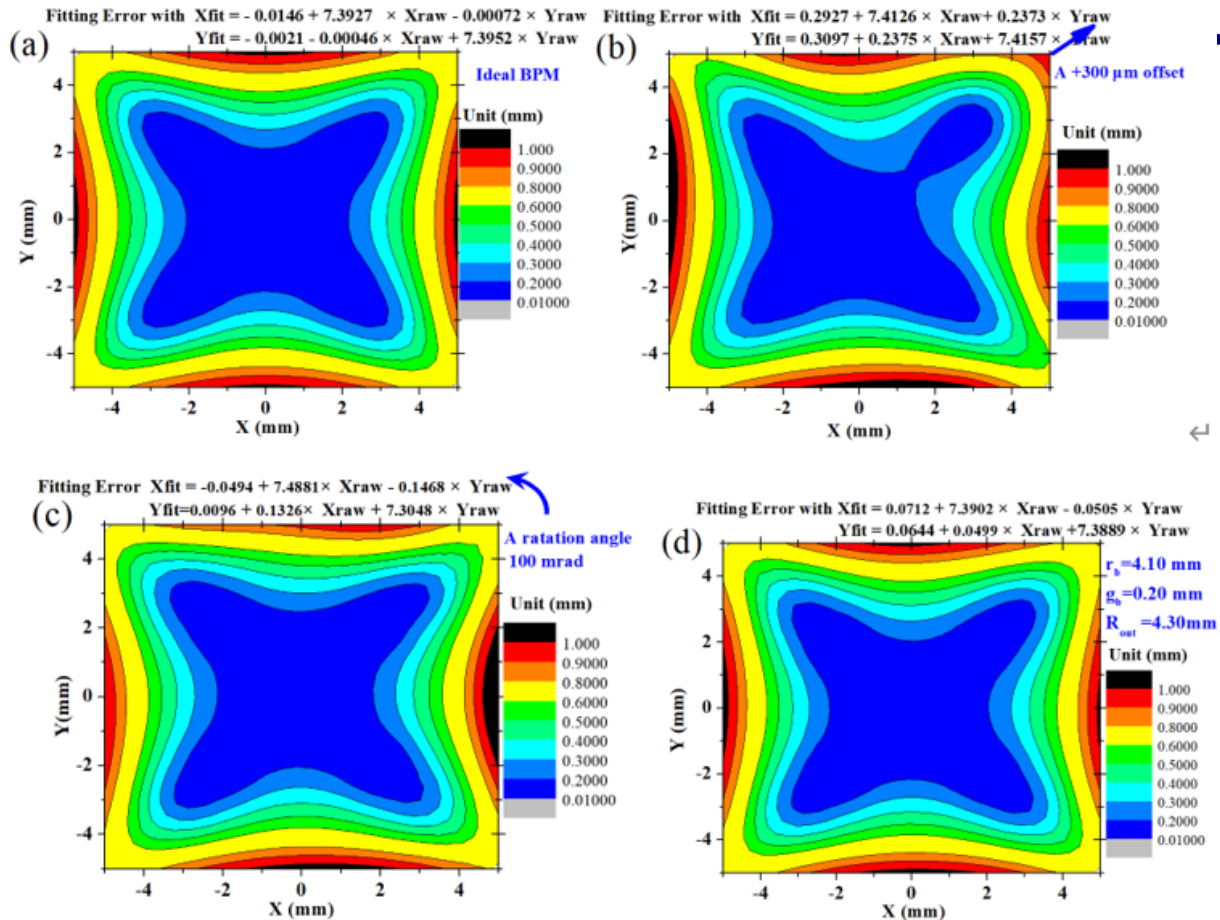 Fitting Error with Xfit = - 0.0146 + 7.3927 × Xraw - 0.00072 × Yraw
Yfit = - 0.0021 - 0.00046 × Xraw + 7.3952 × Yraw
(a)
Ideal BPM
Unit (mm)
1.000
0.9000
0.8000
0.6000
0.5000
0.4000
0.3000
0.2000
0.01000
4
2
0
-2
-4
Y (mm)
-4 -2 0 2 4
X (mm)
Fitting Error with Xfit = 0.2927 + 7.4126 × Xraw+ 0.2373 × Yraw
Yfit = 0.3097 + 0.2375 × Xraw+ 7.4157 × Yraw
(b)
A +300 µm offset
Unit (mm)
1.000
0.9000
0.8000
0.6000
0.5000
0.4000
0.3000
0.2000
0.01000
4
2
0
-2
-4
Y(mm)
-4 -2 0 2 4
X (mm)
↵
Fitting Error Xfit = -0.0494 + 7.4881× Xraw - 0.1468 × Yraw
Yfit=0.0096 + 0.1326× Xraw + 7.3048 × Yraw
(c)
A ratation angle
100 mrad
Unit (mm)
1.000
0.9000
0.8000
0.6000
0.5000
0.4000
0.3000
0.2000
0.01000
4
2
0
-2
-4
Y(mm)
-4 -2 0 2 4
X (mm)
Fitting Error with Xfit = 0.0712 + 7.3902 × Xraw - 0.0505 × Yraw
Yfit = 0.0644 + 0.0499 × Xraw +7.3889 × Yraw
(d)
r_b=4.10 mm
g_b=0.20 mm
R_out =4.30mm
Unit (mm)
1.000
0.9000
0.8000
0.6000
0.5000
0.4000
0.3000
0.2000
0.01000
4
2
0
-2
-4
Y (mm)
-4 -2 0 2 4
X (mm)